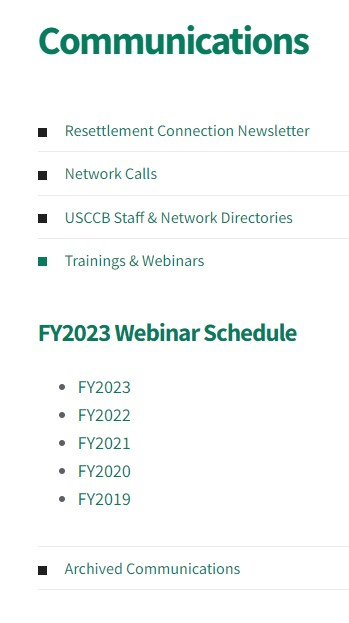 Communications
Resettlement Connection Newsletter
Network Calls
USCCB Staff & Network Directories
Trainings & Webinars
FY2023 Webinar Schedule
FY2023
FY2022
FY2021
FY2020
FY2019
Archived Communications